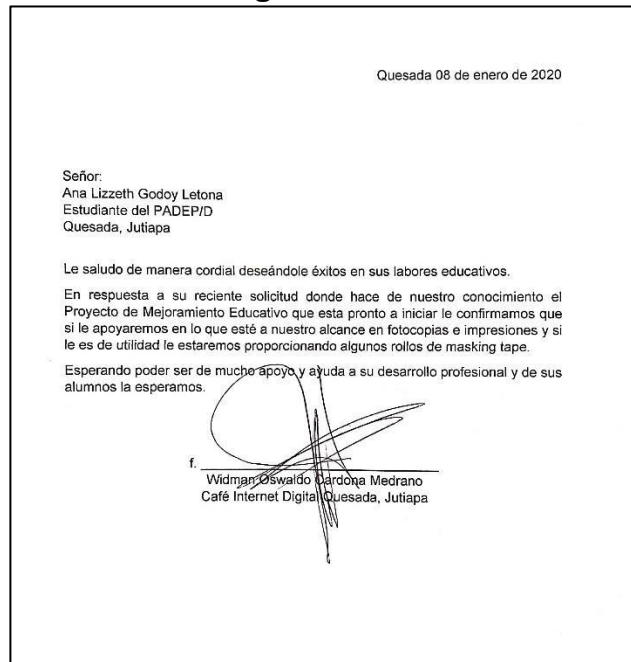 Quesada 08 de enero de 2020
Señor:
Ana Lizzeth Godoy Letona
Estudiante del PADEP/D
Quesada, Jutiapa
Le saludo de manera cordial deseándole éxitos en sus labores educativos.
En respuesta a su reciente solicitud donde hace de nuestro conocimiento el
Proyecto de Mejoramiento Educativo que esta pronto a iniciar le confirmamos que
si le apoyaremos en lo que esté a nuestro alcance en fotocopias e impresiones y si
le es de utilidad le estaremos proporcionando algunos rollos de masking tape.
Esperando poder ser de mucho apoyo y ayuda a su desarrollo profesional y de sus
alumnos la esperamos.
f.
Widman Oswaldo Cardona Medrano
Café Internet Digital Quesada, Jutiapa